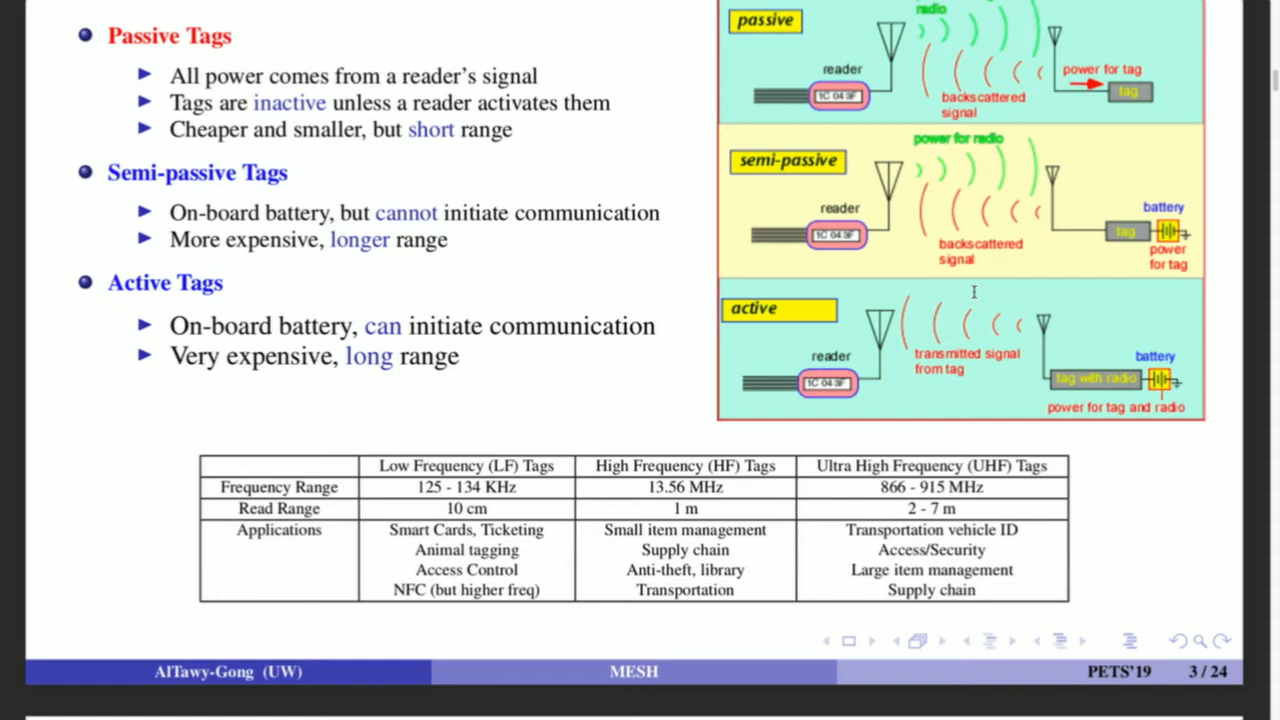 Passive Tags
All power comes from a reader's signal
Tags are inactive unless a reader activates them
Cheaper and smaller, but short range
Semi-passive Tags
On-board battery, but cannot initiate communication
More expensive, longer range
Active Tags
On-board battery, can initiate communication
Very expensive, long range
radio
passive
reader
power for tag
1C 04 3F
tag
backscattered
signal
power for radio
semi-passive
reader
battery
1C 04 3F
tag
backscattered
signal
power
for tag
active
reader
transmitted signal
from tag
battery
1C 04 3F
tag with radio
power for tag and radio
Low Frequency (LF) Tags High Frequency (HF) Tags Ultra High Frequency (UHF) Tags
Frequency Range 125 - 134 KHz 13.56 MHz 866 - 915 MHz
Read Range 10 cm 1 m 2 - 7 m
Applications Smart Cards, Ticketing Small item management Transportation vehicle ID
Animal tagging Supply chain Access/Security
Access Control Anti-theft, library Large item management
NFC (but higher freq) Transportation Supply chain
AlTawy-Gong (UW) MESH PETS'19 3 / 24